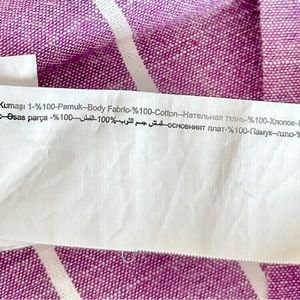 Kumaşı 1-%100-Pamuk--Body Fabric-%100-Cotton--Нательная ткань-%100-Хлопок--
Əsas parça -%100---القطن-%100-قماش جسم الثوب--основният плат-%100-Памук--